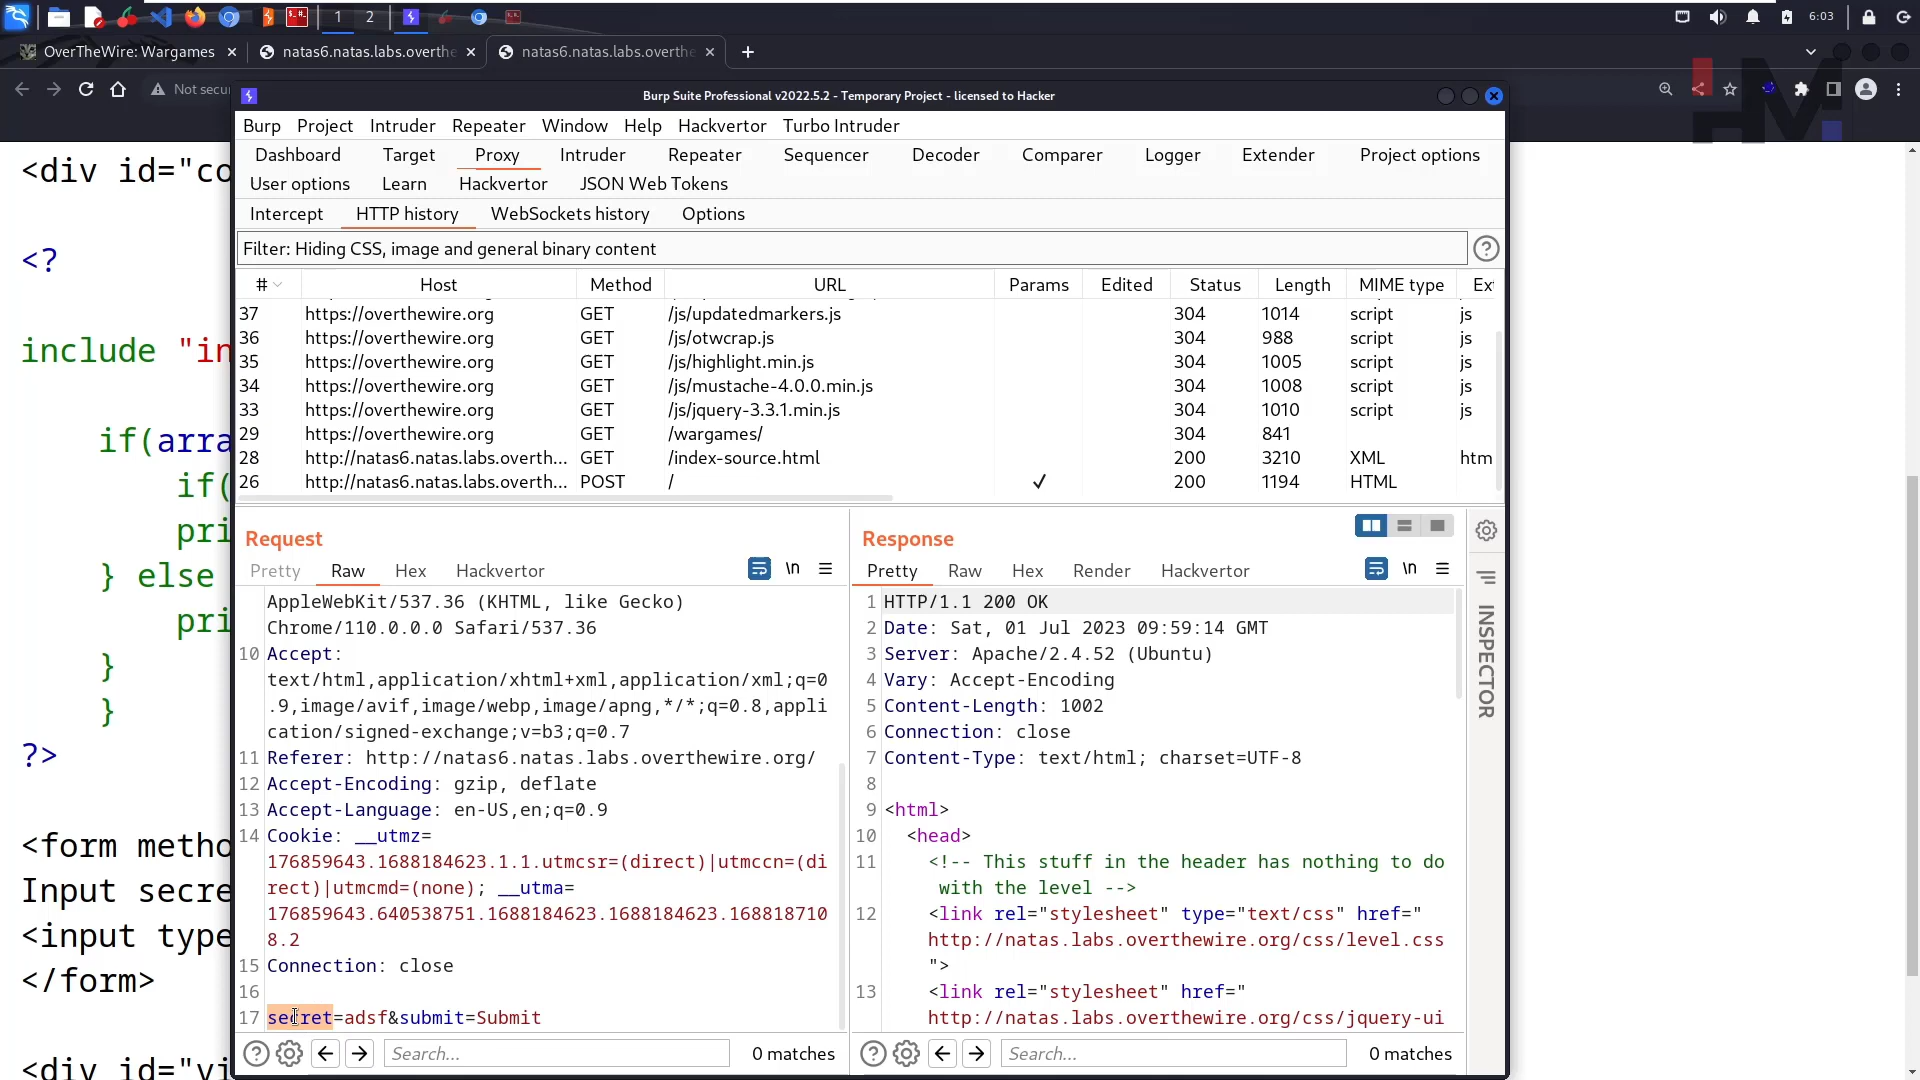 1
2
6:03
OverTheWire: Wargames
natas6.natas.labs.overthe
natas6.natas.labs.overthe
Not secu
HM
Burp Suite Professional v2022.5.2 - Temporary Project - licensed to Hacker
Burp Project Intruder Repeater Window Help Hackvertor Turbo Intruder
Dashboard Target Proxy Intruder Repeater Sequencer Decoder Comparer Logger Extender Project options
User options Learn Hackvertor JSON Web Tokens
Intercept HTTP history WebSockets history Options
Filter: Hiding CSS, image and general binary content
# Host Method URL Params Edited Status Length MIME type Ext
37 https://overthewire.org GET /js/updatedmarkers.js 304 1014 script js
36 https://overthewire.org GET /js/otwcrap.js 304 988 script js
35 https://overthewire.org GET /js/highlight.min.js 304 1005 script js
34 https://overthewire.org GET /js/mustache-4.0.0.min.js 304 1008 script js
33 https://overthewire.org GET /js/jquery-3.3.1.min.js 304 1010 script js
29 https://overthewire.org GET /wargames/ 304 841
28 http://natas6.natas.labs.overth... GET /index-source.html 200 3210 XML htm
26 http://natas6.natas.labs.overth... POST / ✓ 200 1194 HTML
<div id="co
<?
include "in
if(arra
if(
pri
} else
pri
}
}
?>
<form metho
Input secre
<input type
</form>
<div id="vi
Request
Pretty Raw Hex Hackvertor
\n
AppleWebKit/537.36 (KHTML, like Gecko)
Chrome/110.0.0.0 Safari/537.36
10 Accept:
text/html,application/xhtml+xml,application/xml;q=0
.9,image/avif,image/webp,image/apng,*/*;q=0.8,appli
cation/signed-exchange;v=b3;q=0.7
11 Referer: http://natas6.natas.labs.overthewire.org/
12 Accept-Encoding: gzip, deflate
13 Accept-Language: en-US,en;q=0.9
14 Cookie: __utmz=
176859643.1688184623.1.1.utmcsr=(direct)|utmccn=(di
rect)|utmcmd=(none); __utma=
176859643.640538751.1688184623.1688184623.168818710
8.2
15 Connection: close
16
17 secret=adsf&submit=Submit
Search...
0 matches
Response
Pretty Raw Hex Render Hackvertor
\n
1 HTTP/1.1 200 OK
2 Date: Sat, 01 Jul 2023 09:59:14 GMT
3 Server: Apache/2.4.52 (Ubuntu)
4 Vary: Accept-Encoding
5 Content-Length: 1002
6 Connection: close
7 Content-Type: text/html; charset=UTF-8
8
9 <html>
10 <head>
11 <!-- This stuff in the header has nothing to do
with the level -->
12 <link rel="stylesheet" type="text/css" href="
http://natas.labs.overthewire.org/css/level.css
">
13 <link rel="stylesheet" href="
http://natas.labs.overthewire.org/css/jquery-ui
Search...
0 matches
INSPECTOR